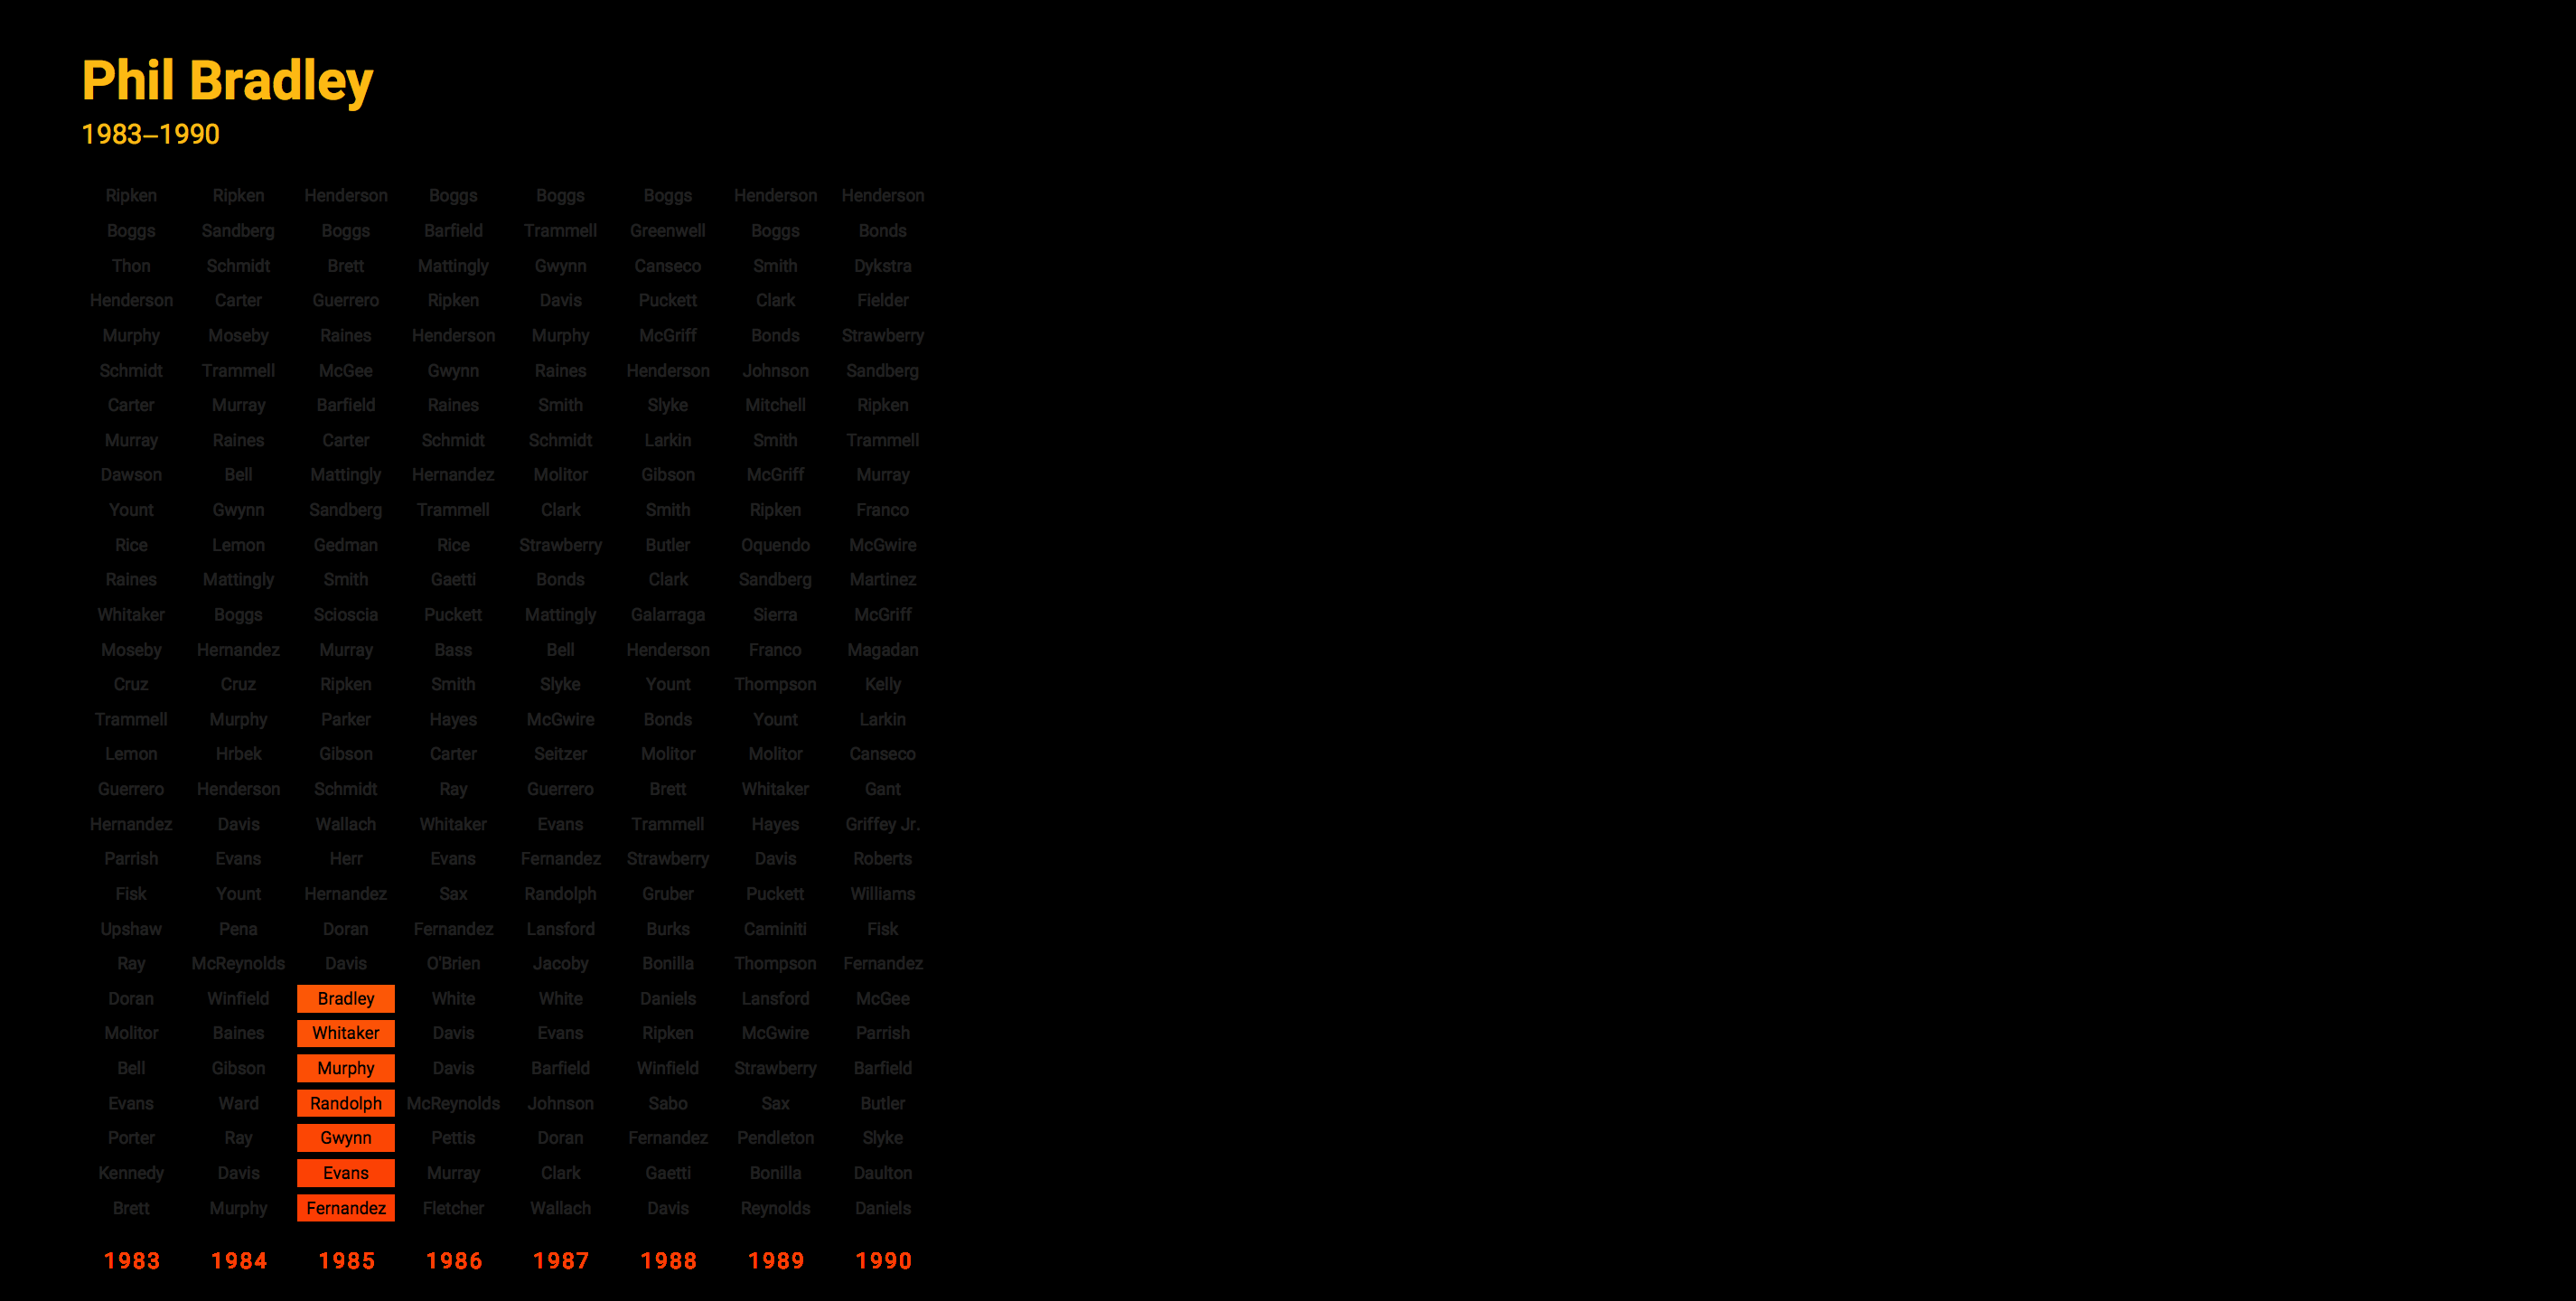 Phil Bradley
1983–1990
Ripken Ripken Henderson Boggs Boggs Boggs Henderson Henderson
Boggs Sandberg Boggs Barfield Trammell Greenwell Boggs Bonds
Thon Schmidt Brett Mattingly Gwynn Canseco Smith Dykstra
Henderson Carter Guerrero Ripken Davis Puckett Clark Fielder
Murphy Moseby Raines Henderson Murphy McGriff Bonds Strawberry
Schmidt Trammell McGee Gwynn Raines Henderson Johnson Sandberg
Carter Murray Barfield Raines Smith Slyke Mitchell Ripken
Murray Raines Carter Schmidt Schmidt Larkin Smith Trammell
Dawson Bell Mattingly Hernandez Molitor Gibson McGriff Murray
Yount Gwynn Sandberg Trammell Clark Smith Ripken Franco
Rice Lemon Gedman Rice Strawberry Butler Oquendo McGwire
Raines Mattingly Smith Gaetti Bonds Clark Sandberg Martinez
Whitaker Boggs Scioscia Puckett Mattingly Galarraga Sierra McGriff
Moseby Hernandez Murray Bass Bell Henderson Franco Magadan
Cruz Cruz Ripken Smith Slyke Yount Thompson Kelly
Trammell Murphy Parker Hayes McGwire Bonds Yount Larkin
Lemon Hrbek Gibson Carter Seitzer Molitor Molitor Canseco
Guerrero Henderson Schmidt Ray Guerrero Brett Whitaker Gant
Hernandez Davis Wallach Whitaker Evans Trammell Hayes Griffey Jr.
Parrish Evans Herr Evans Fernandez Strawberry Davis Roberts
Fisk Yount Hernandez Sax Randolph Gruber Puckett Williams
Upshaw Pena Doran Fernandez Lansford Burks Caminiti Fisk
Ray McReynolds Davis O'Brien Jacoby Bonilla Thompson Fernandez
Doran Winfield Bradley White White Daniels Lansford McGee
Molitor Baines Whitaker Davis Evans Ripken McGwire Parrish
Bell Gibson Murphy Davis Barfield Winfield Strawberry Barfield
Evans Ward Randolph McReynolds Johnson Sabo Sax Butler
Porter Ray Gwynn Pettis Doran Fernandez Pendleton Slyke
Kennedy Davis Evans Murray Clark Gaetti Bonilla Daulton
Brett Murphy Fernandez Fletcher Wallach Davis Reynolds Daniels
1983 1984 1985 1986 1987 1988 1989 1990